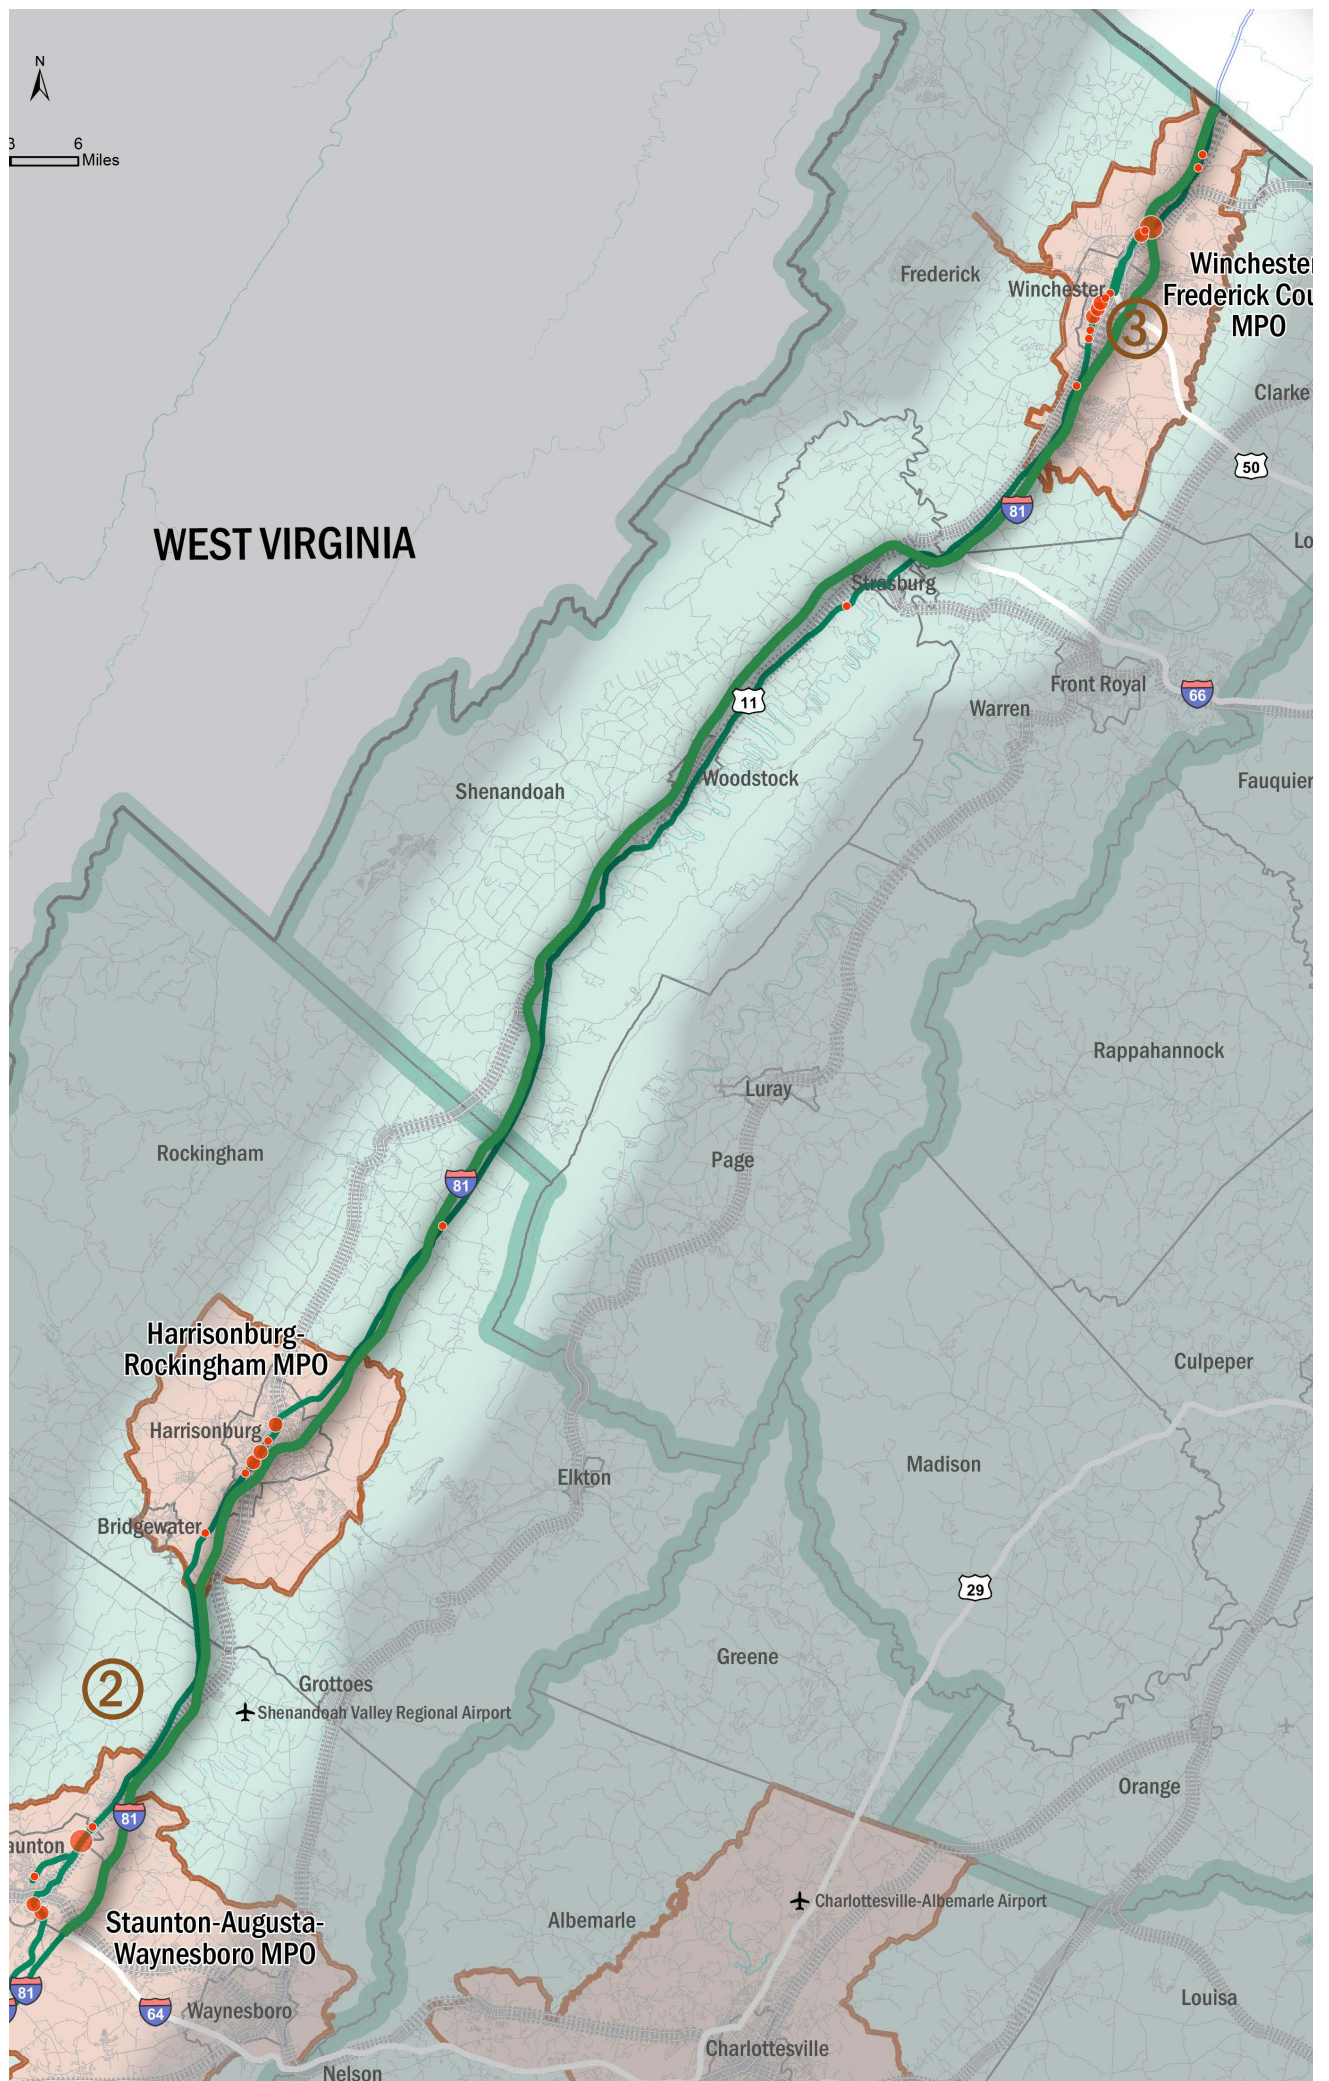 N
3 6
Miles
Winchester
Frederick
Winchester
Frederick Cou
MPO
3
Clarke
50
81
WEST VIRGINIA
Lo
Strasburg
Front Royal
66
11
Warren
Woodstock
Fauquier
Shenandoah
Rappahannock
Luray
Rockingham
Page
81
Harrisonburg-
Rockingham MPO
Culpeper
Harrisonburg
Madison
Elkton
Bridgewater
29
Greene
Grottoes
2
Shenandoah Valley Regional Airport
Orange
81
aunton
Staunton-Augusta-
Waynesboro MPO
Charlottesville-Albemarle Airport
Albemarle
81
Louisa
64
Waynesboro
Charlottesville
Nelson